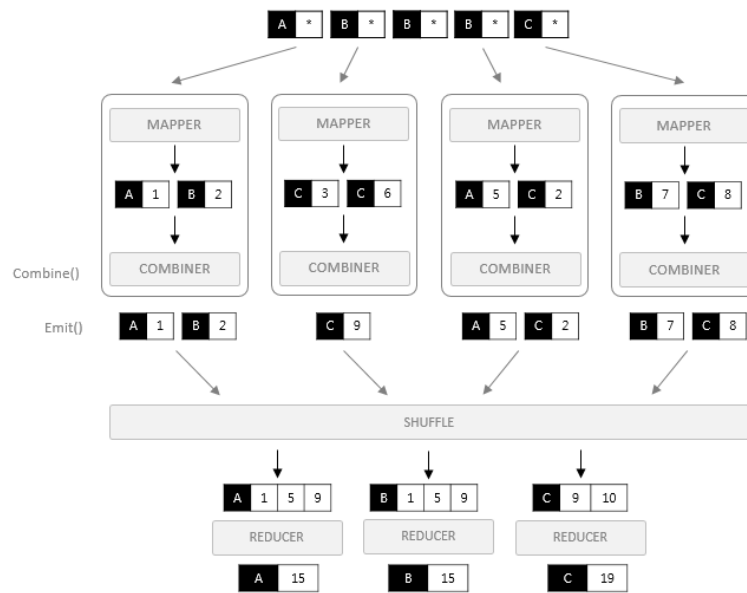 A * B * B * B * C *
MAPPER MAPPER MAPPER MAPPER
A 1 B 2 C 3 C 6 A 5 C 2 B 7 C 8
Combine() COMBINER COMBINER COMBINER COMBINER
Emit() A 1 B 2 C 9 A 5 C 2 B 7 C 8
SHUFFLE
A 1 5 9 B 1 5 9 C 9 10
REDUCER REDUCER REDUCER
A 15 B 15 C 19